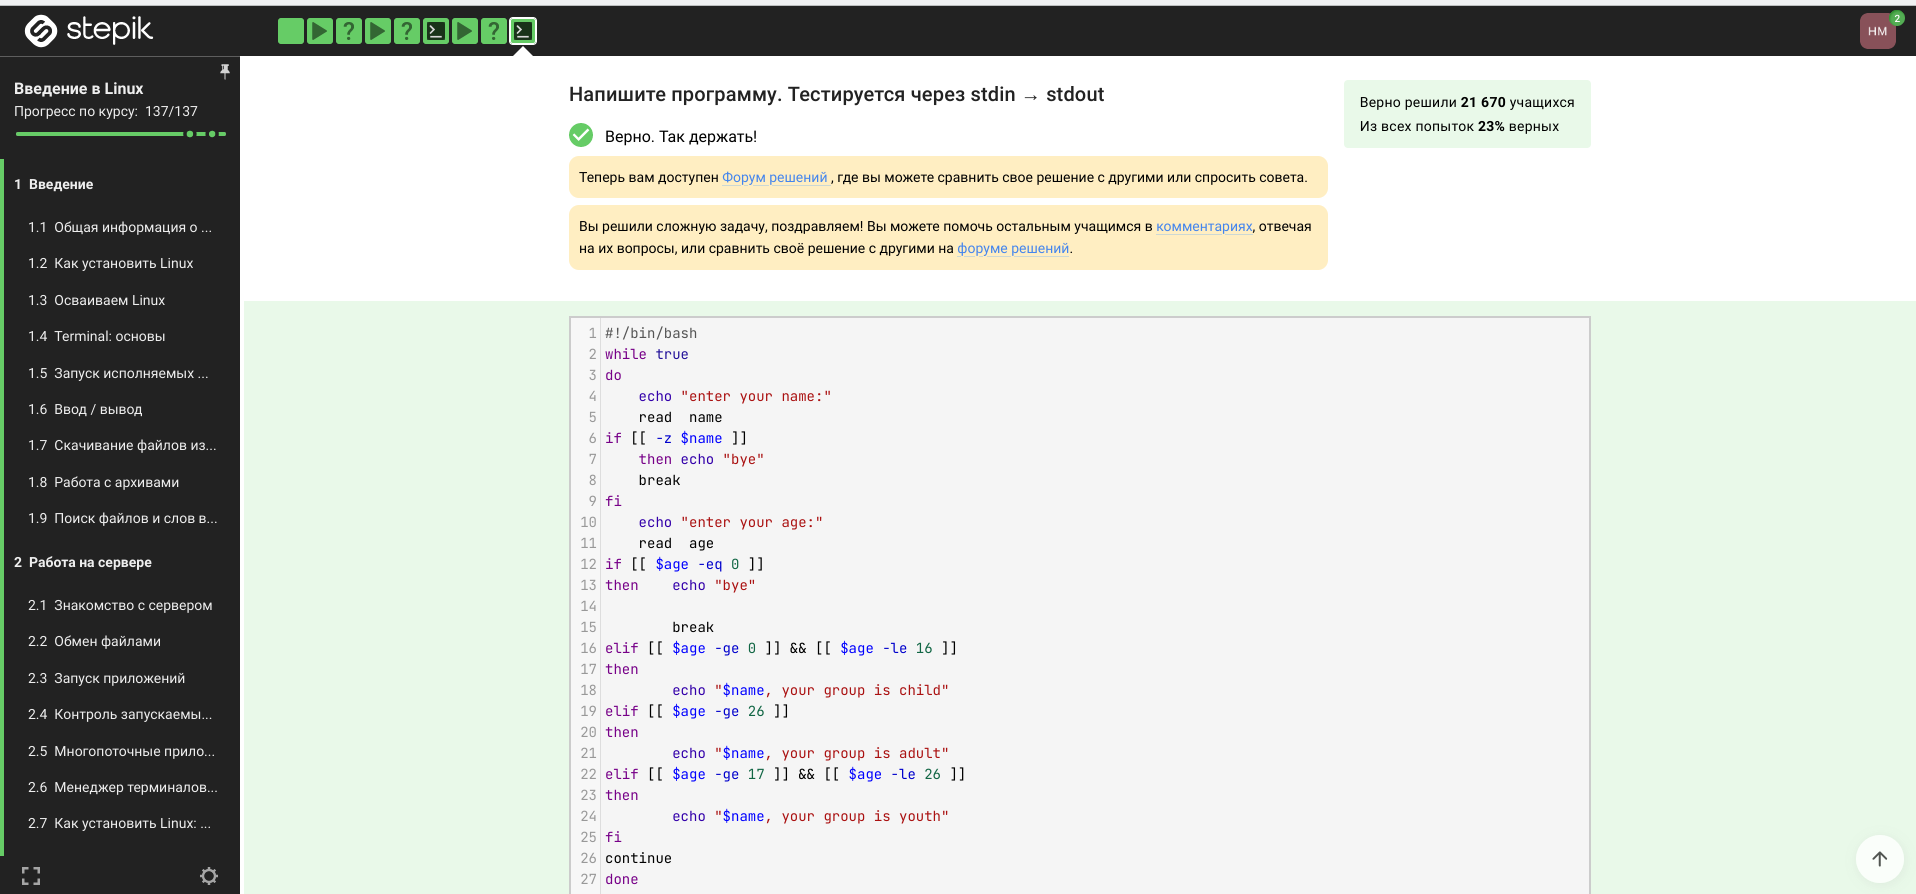 stepik
?
?
?
НМ
2
Введение в Linux
Прогресс по курсу: 137/137
1 Введение
1.1 Общая информация о ...
1.2 Как установить Linux
1.3 Осваиваем Linux
1.4 Terminal: основы
1.5 Запуск исполняемых ...
1.6 Ввод / вывод
1.7 Скачивание файлов из...
1.8 Работа с архивами
1.9 Поиск файлов и слов в...
2 Работа на сервере
2.1 Знакомство с сервером
2.2 Обмен файлами
2.3 Запуск приложений
2.4 Контроль запускаемы...
2.5 Многопоточные прило...
2.6 Менеджер терминалов...
2.7 Как установить Linux: ...
Напишите программу. Тестируется через stdin → stdout
Верно. Так держать!
Теперь вам доступен Форум решений , где вы можете сравнить свое решение с другими или спросить совета.
Вы решили сложную задачу, поздравляем! Вы можете помочь остальным учащимся в комментариях, отвечая
на их вопросы, или сравнить своё решение с другими на форуме решений.
Верно решили 21 670 учащихся
Из всех попыток 23% верных
1 #!/bin/bash
2 while true
3 do
4     echo "enter your name:"
5     read  name
6 if [[ -z $name ]]
7     then echo "bye"
8     break
9 fi
10     echo "enter your age:"
11     read  age
12 if [[ $age -eq 0 ]]
13 then    echo "bye"
14
15         break
16 elif [[ $age -ge 0 ]] && [[ $age -le 16 ]]
17 then
18         echo "$name, your group is child"
19 elif [[ $age -ge 26 ]]
20 then
21         echo "$name, your group is adult"
22 elif [[ $age -ge 17 ]] && [[ $age -le 26 ]]
23 then
24         echo "$name, your group is youth"
25 fi
26 continue
27 done